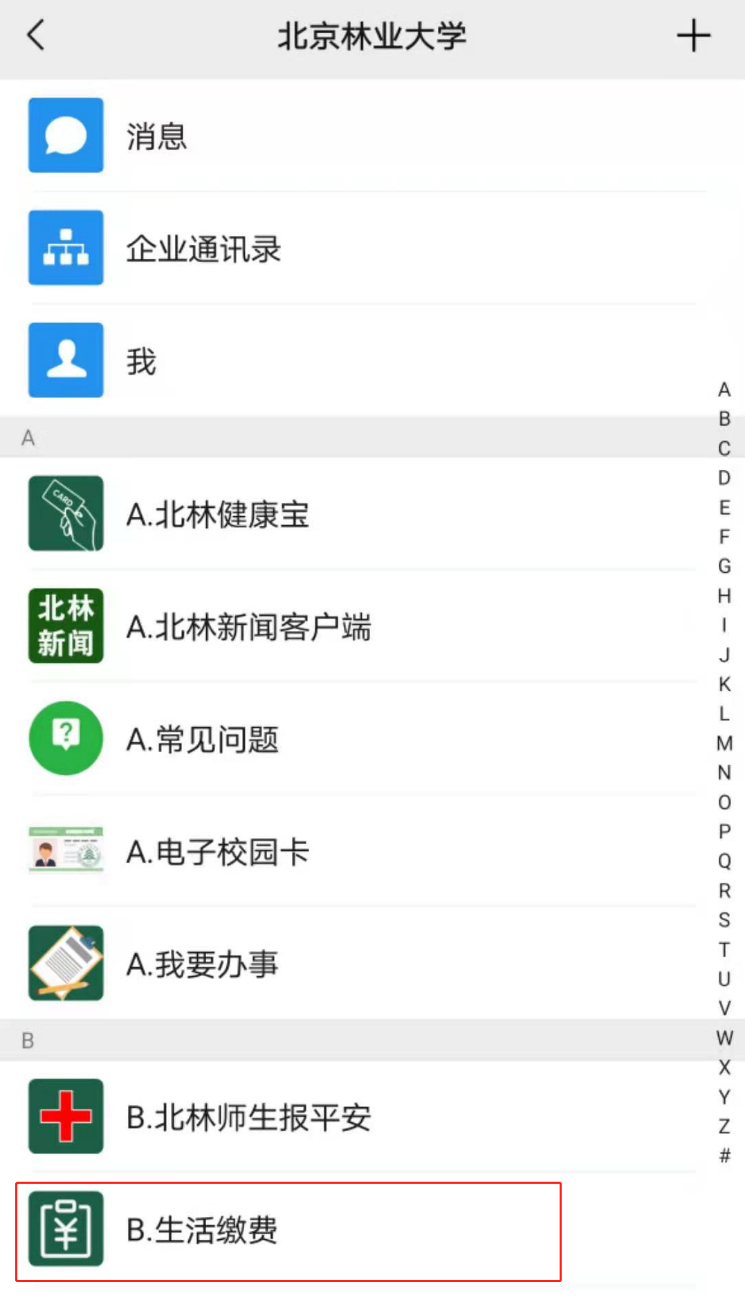 北京林业大学
消息
企业通讯录
我
A
CARD
A.北林健康宝
北林
新闻
A.北林新闻客户端
?
A.常见问题
A.电子校园卡
A.我要办事
B
B.北林师生报平安
¥
B.生活缴费
A
B
C
D
E
F
G
H
I
J
K
L
M
N
O
P
Q
R
S
T
U
V
W
X
Y
Z
#